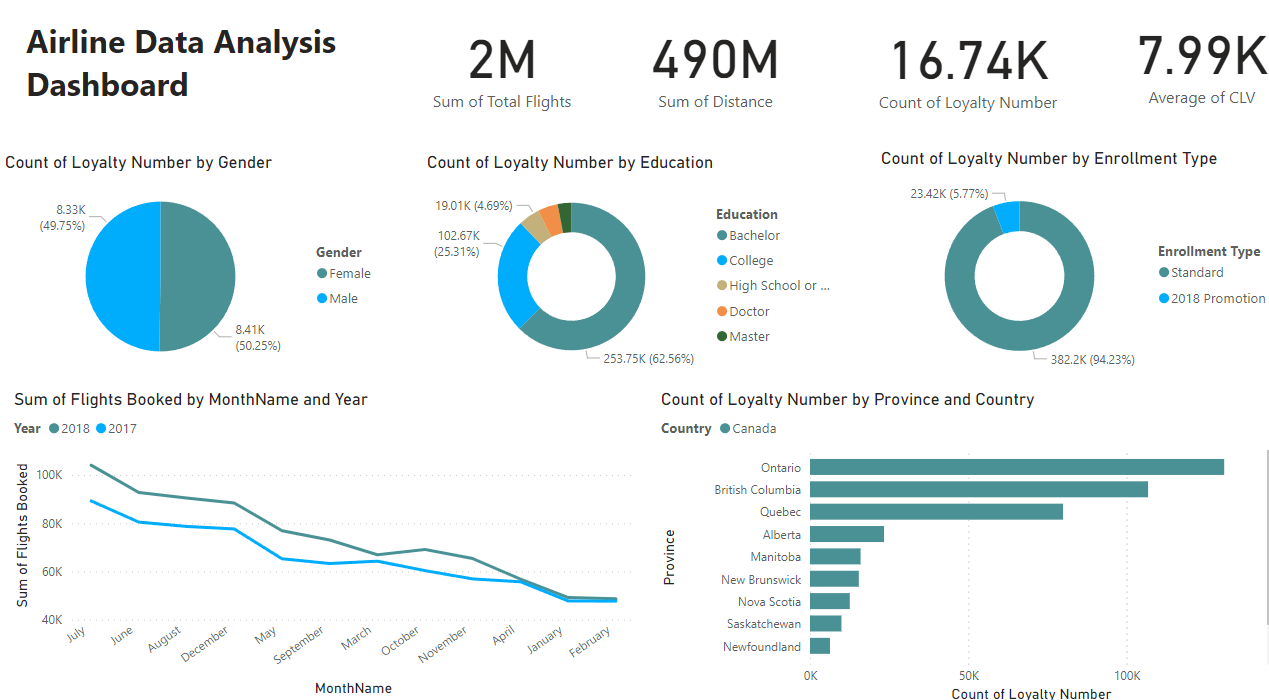 Airline Data Analysis
Dashboard
2M
Sum of Total Flights
490M
Sum of Distance
16.74K
Count of Loyalty Number
7.99K
Average of CLV
Count of Loyalty Number by Gender
8.33K
(49.75%)
8.41K
(50.25%)
Gender
Female
Male
Count of Loyalty Number by Education
19.01K (4.69%)
102.67K
(25.31%)
253.75K (62.56%)
Education
Bachelor
College
High School or ...
Doctor
Master
Count of Loyalty Number by Enrollment Type
23.42K (5.77%)
382.2K (94.23%)
Enrollment Type
Standard
2018 Promotion
Sum of Flights Booked by MonthName and Year
Year 2018 2017
Sum of Flights Booked
100K
80K
60K
40K
July June August December May September March October November April January February
MonthName
Count of Loyalty Number by Province and Country
Country Canada
Province
Ontario
British Columbia
Quebec
Alberta
Manitoba
New Brunswick
Nova Scotia
Saskatchewan
Newfoundland
0K 50K 100K
Count of Loyalty Number